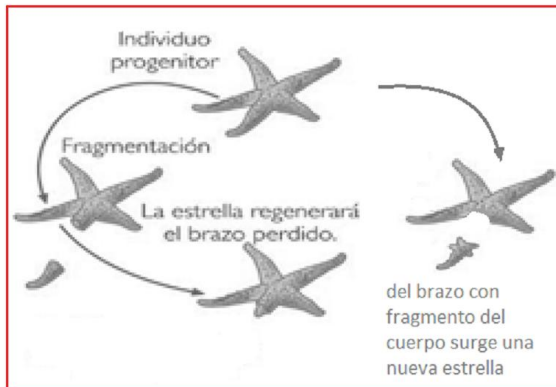 Individuo
progenitor
Fragmentación
La estrella regenerará
el brazo perdido.
del brazo con
fragmento del
cuerpo surge una
nueva estrella